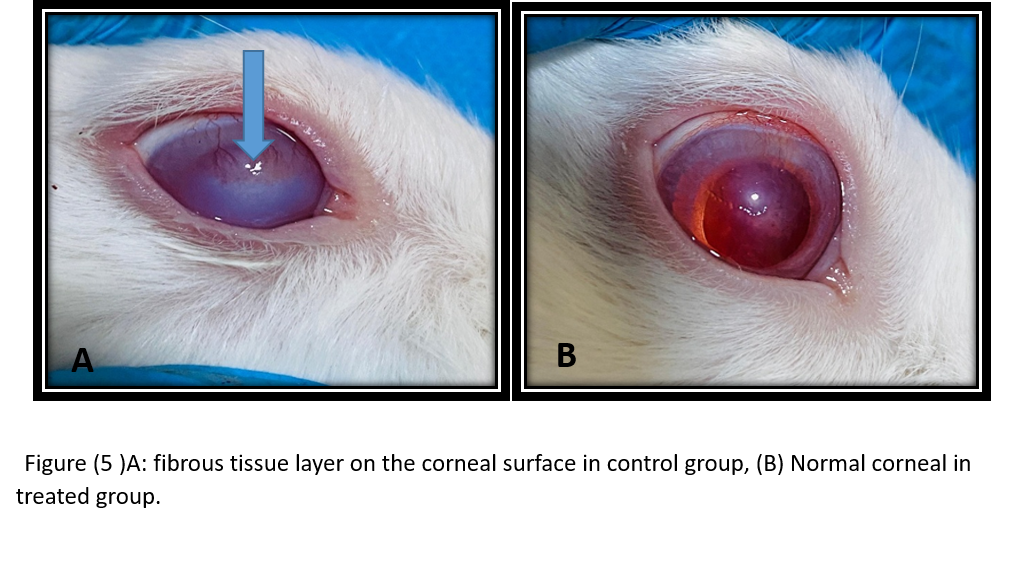 A
B
Figure (5 )A: fibrous tissue layer on the corneal surface in control group, (B) Normal corneal in
treated group.